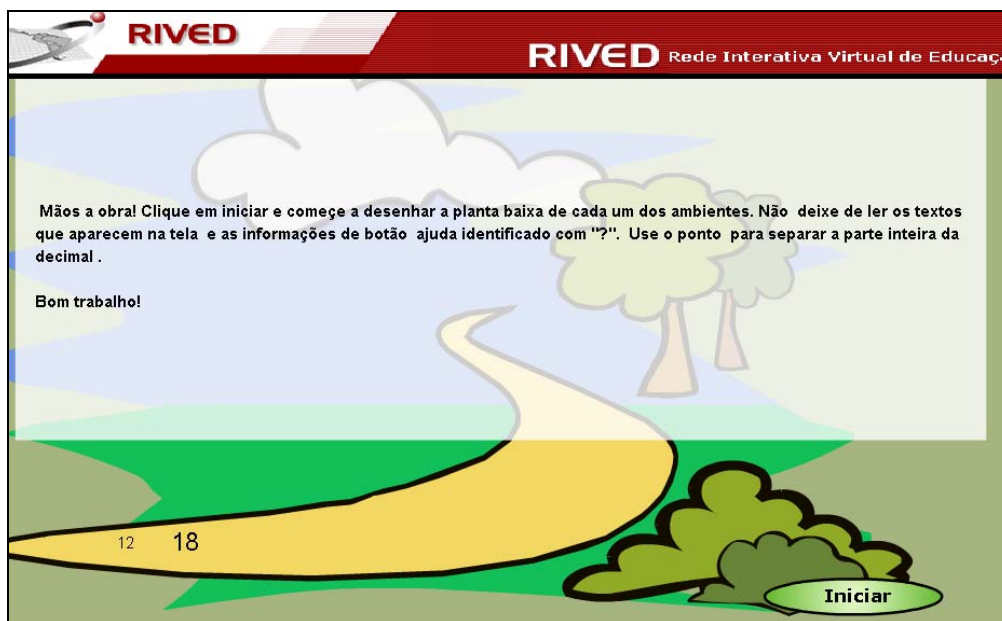 RIVED
RIVED Rede Interativa Virtual de Educaç
Mãos a obra! Clique em iniciar e começe a desenhar a planta baixa de cada um dos ambientes. Não deixe de ler os textos
que aparecem na tela e as informações de botão ajuda identificado com "?". Use o ponto para separar a parte inteira da
decimal .
Bom trabalho!
12 18
Iniciar